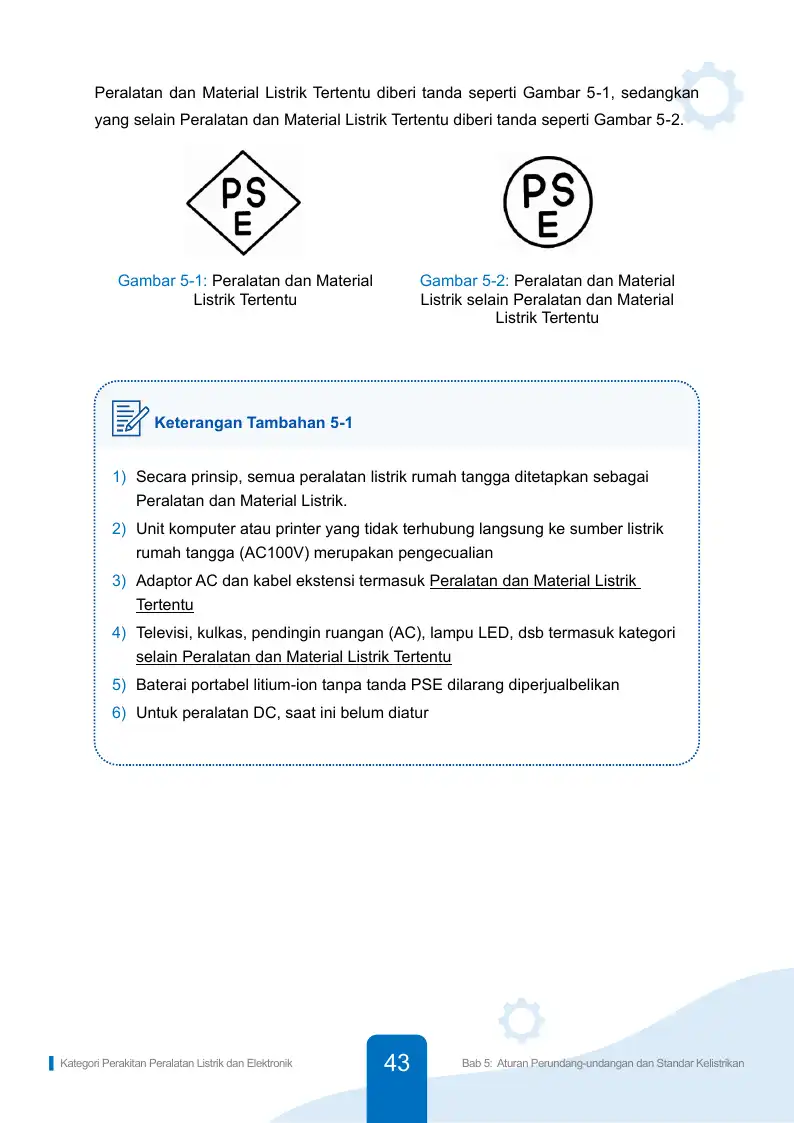 Peralatan dan Material Listrik Tertentu diberi tanda seperti Gambar 5-1, sedangkan
yang selain Peralatan dan Material Listrik Tertentu diberi tanda seperti Gambar 5-2.
PS
E
PS
E
Gambar 5-1: Peralatan dan Material
Listrik Tertentu
Gambar 5-2: Peralatan dan Material
Listrik selain Peralatan dan Material
Listrik Tertentu
Keterangan Tambahan 5-1
1) Secara prinsip, semua peralatan listrik rumah tangga ditetapkan sebagai
Peralatan dan Material Listrik.
2) Unit komputer atau printer yang tidak terhubung langsung ke sumber listrik
rumah tangga (AC100V) merupakan pengecualian
3) Adaptor AC dan kabel ekstensi termasuk Peralatan dan Material Listrik
Tertentu
4) Televisi, kulkas, pendingin ruangan (AC), lampu LED, dsb termasuk kategori
selain Peralatan dan Material Listrik Tertentu
5) Baterai portabel litium-ion tanpa tanda PSE dilarang diperjualbelikan
6) Untuk peralatan DC, saat ini belum diatur
Kategori Perakitan Peralatan Listrik dan Elektronik
43
Bab 5: Aturan Perundang-undangan dan Standar Kelistrikan